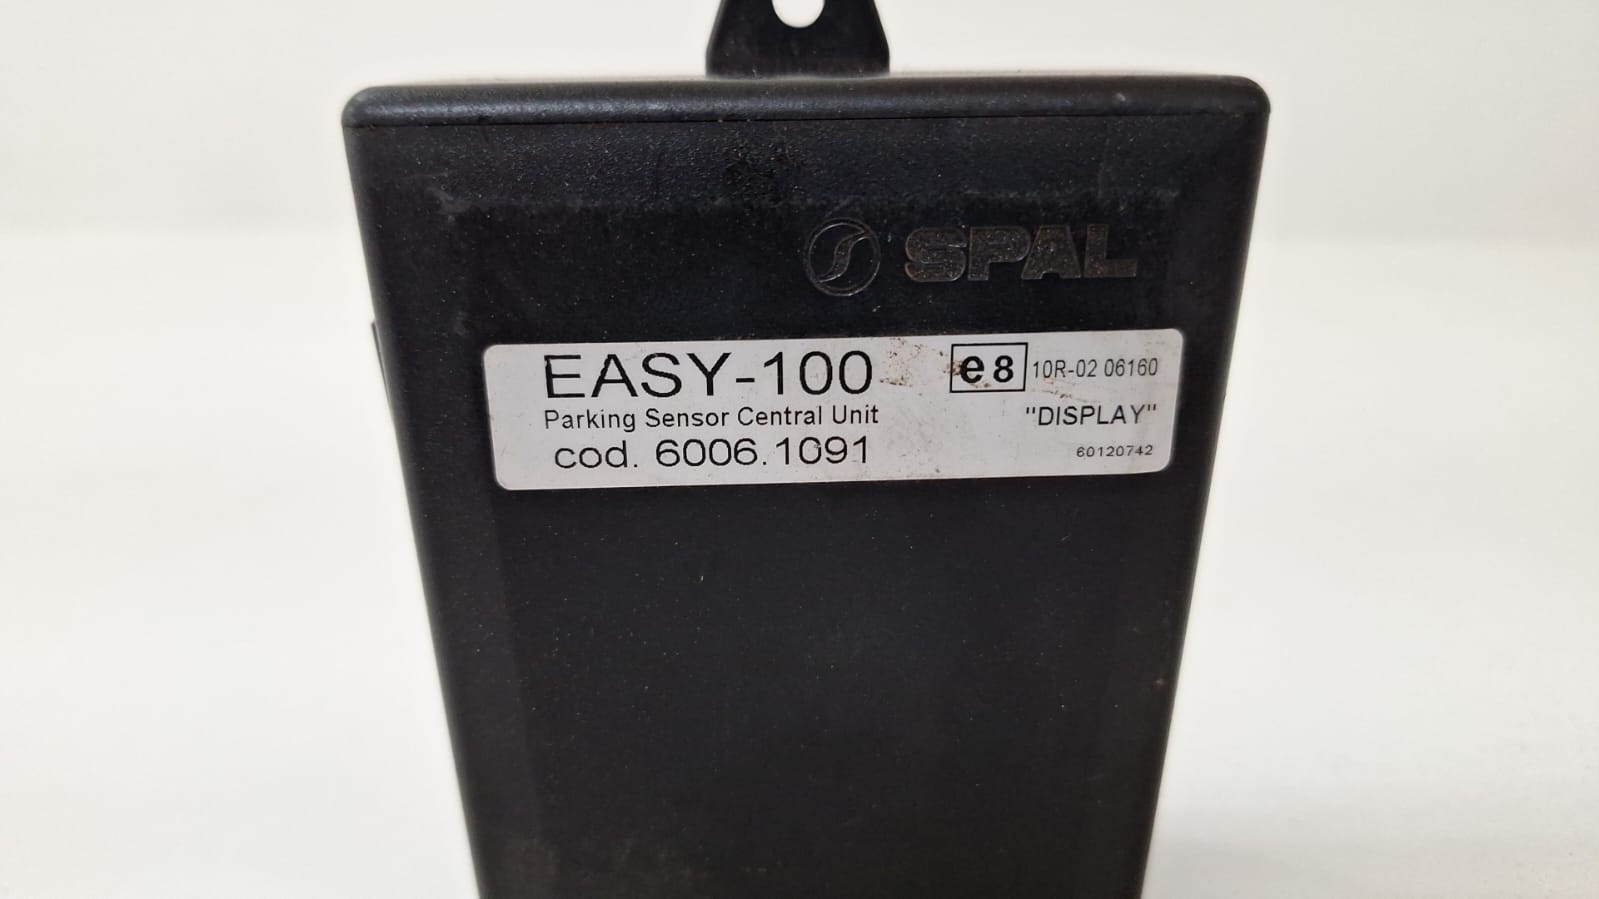 SPAL
EASY-100
e8 10R-02 06160
Parking Sensor Central Unit
"DISPLAY"
cod. 6006.1091
60120742